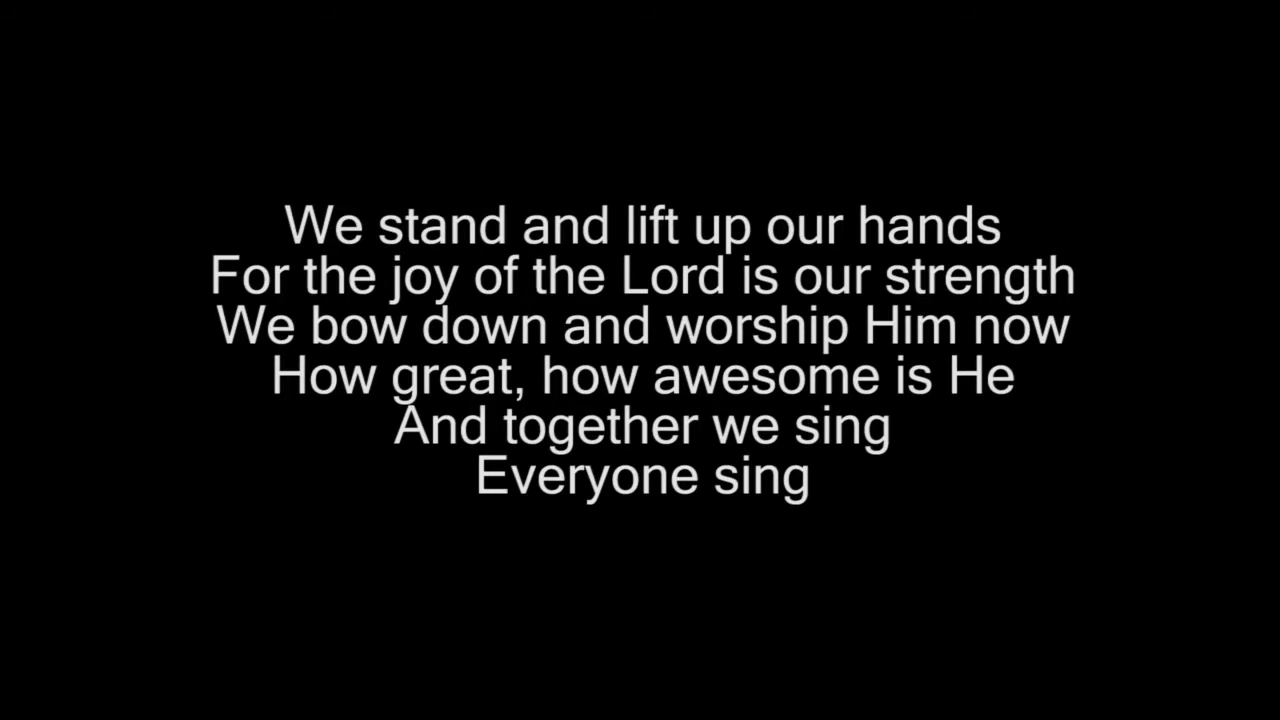 We stand and lift up our hands
For the joy of the Lord is our strength
We bow down and worship Him now
How great, how awesome is He
And together we sing
Everyone sing